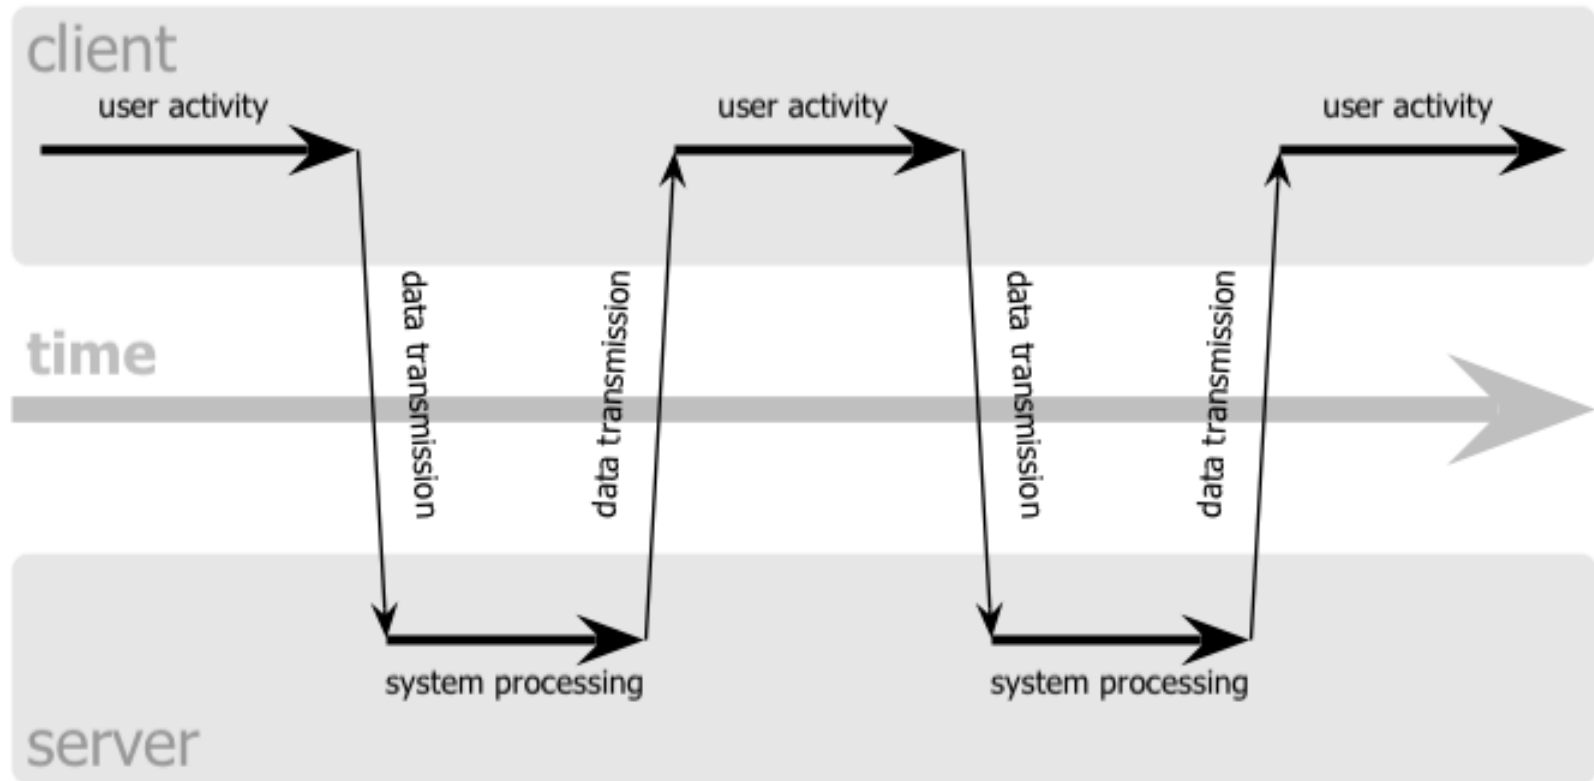 client
user activity
user activity
user activity
data transmission
data transmission
data transmission
data transmission
time
system processing
system processing
server